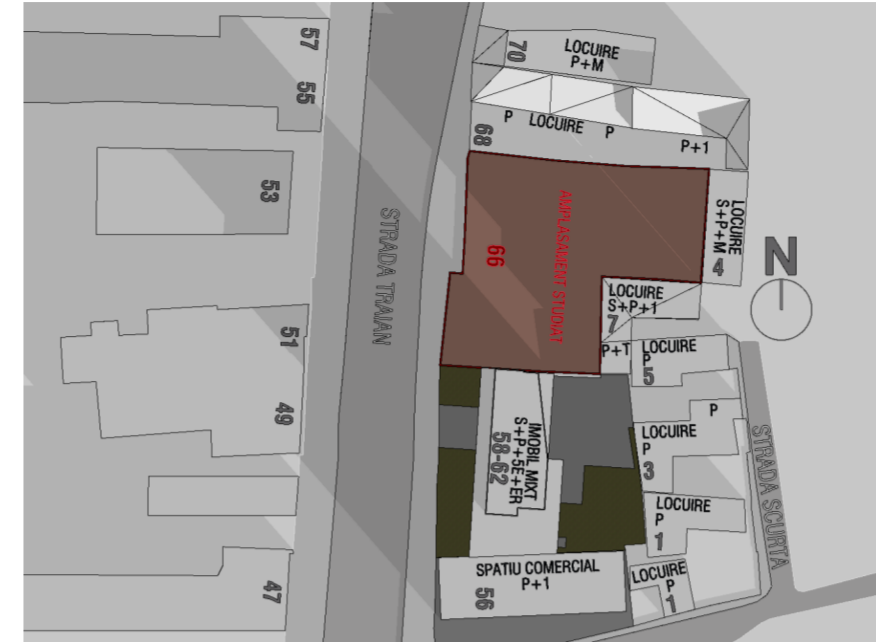 57
55
53
51
49
47
STRADA TRAIAN
70
LOCUIRE
P+M
P LOCUIRE P
P+1
68
AMPLASAMENT STUDIAT
66
LOCUIRE
S+P+M
4
N
LOCUIRE
S+P+1
7
P+T
LOCUIRE
P
5
P
LOCUIRE
P
3
LOCUIRE
P
1
LOCUIRE
P
1
STRADA SCURTA
IMOBIL MIXT
S+P+5E+ER
58-62
SPATIU COMERCIAL
P+1
56